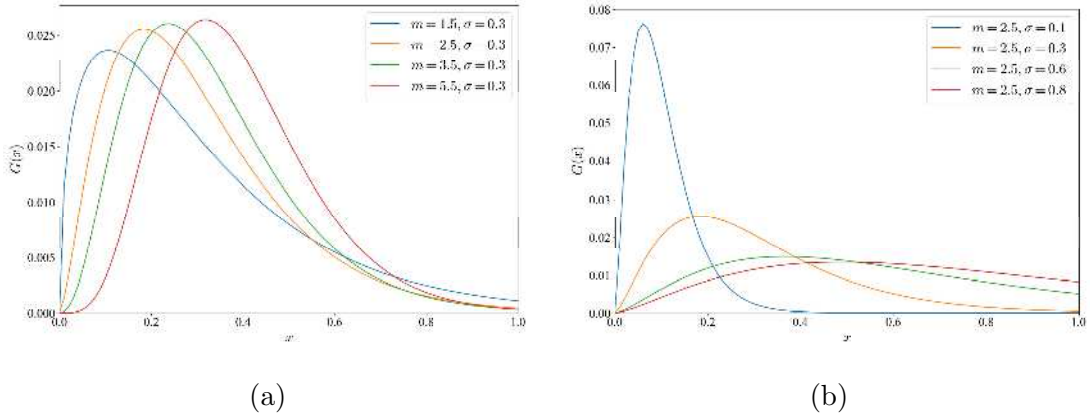 0.025
0.020
0.015
0.010
0.005
0.000
G(x)
0.0 0.2 0.4 0.6 0.8 1.0
x
m = 1.5, σ = 0.3
m = 2.5, σ = 0.3
m = 3.5, σ = 0.3
m = 5.5, σ = 0.3
(a)
0.08
0.07
0.06
0.05
0.04
0.03
0.02
0.01
0.00
G(x)
0.0 0.2 0.4 0.6 0.8 1.0
x
m = 2.5, σ = 0.1
m = 2.5, σ = 0.3
m = 2.5, σ = 0.6
m = 2.5, σ = 0.8
(b)